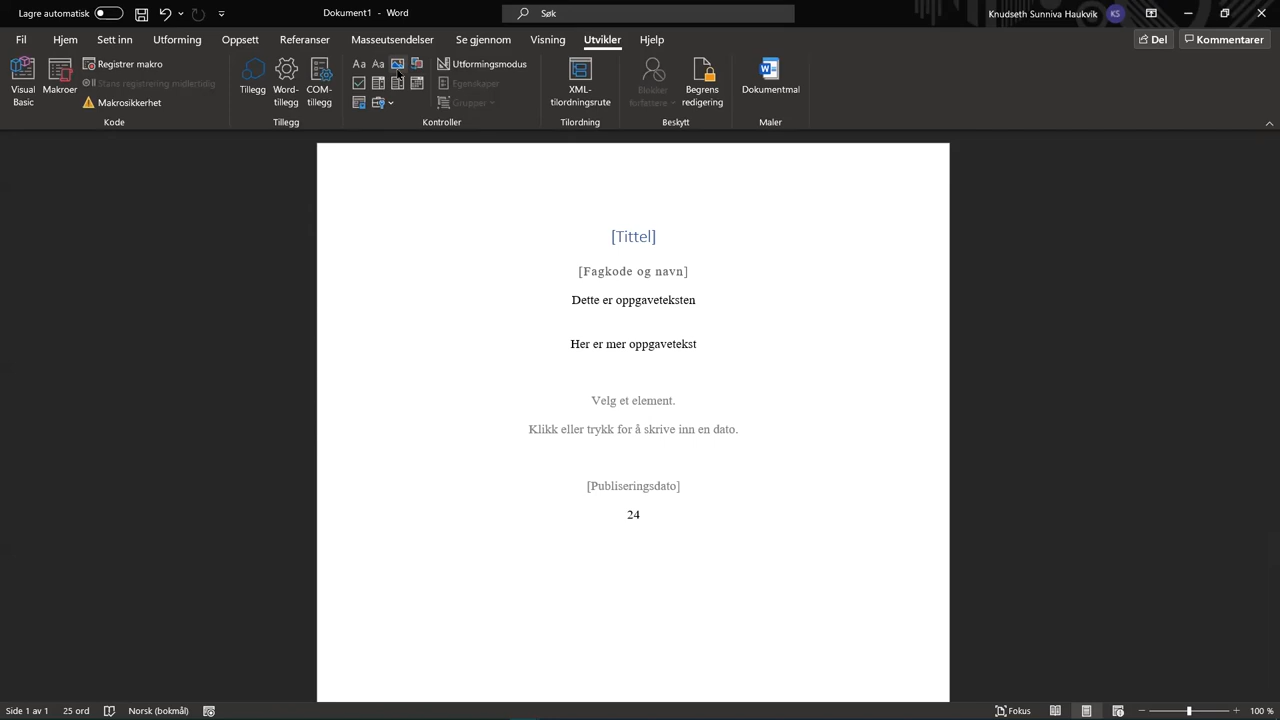 Lagre automatisk
Dokument1 - Word
Søk
Knudseth Sunniva Haukvik
KS
Fil
Hjem
Sett inn
Utforming
Oppsett
Referanser
Masseutsendelser
Se gjennom
Visning
Utvikler
Hjelp
Del
Kommentarer
Visual
Basic
Makroer
Registrer makro
Stans registrering midlertidig
Makrosikkerhet
Kode
Tillegg
Word-
tillegg
COM-
tillegg
Tillegg
Aa Aa
Utformingsmodus
Egenskaper
Grupper
Kontroller
XML-
tilordningsrute
Tilordning
Blokker
forfattere
Begrens
redigering
Beskytt
Dokumentmal
Maler
[Tittel]
[Fagkode og navn]
Dette er oppgaveteksten
Her er mer oppgavetekst
Velg et element.
Klikk eller trykk for å skrive inn en dato.
[Publiseringsdato]
24
Side 1 av 1
25 ord
Norsk (bokmål)
Fokus
100 %